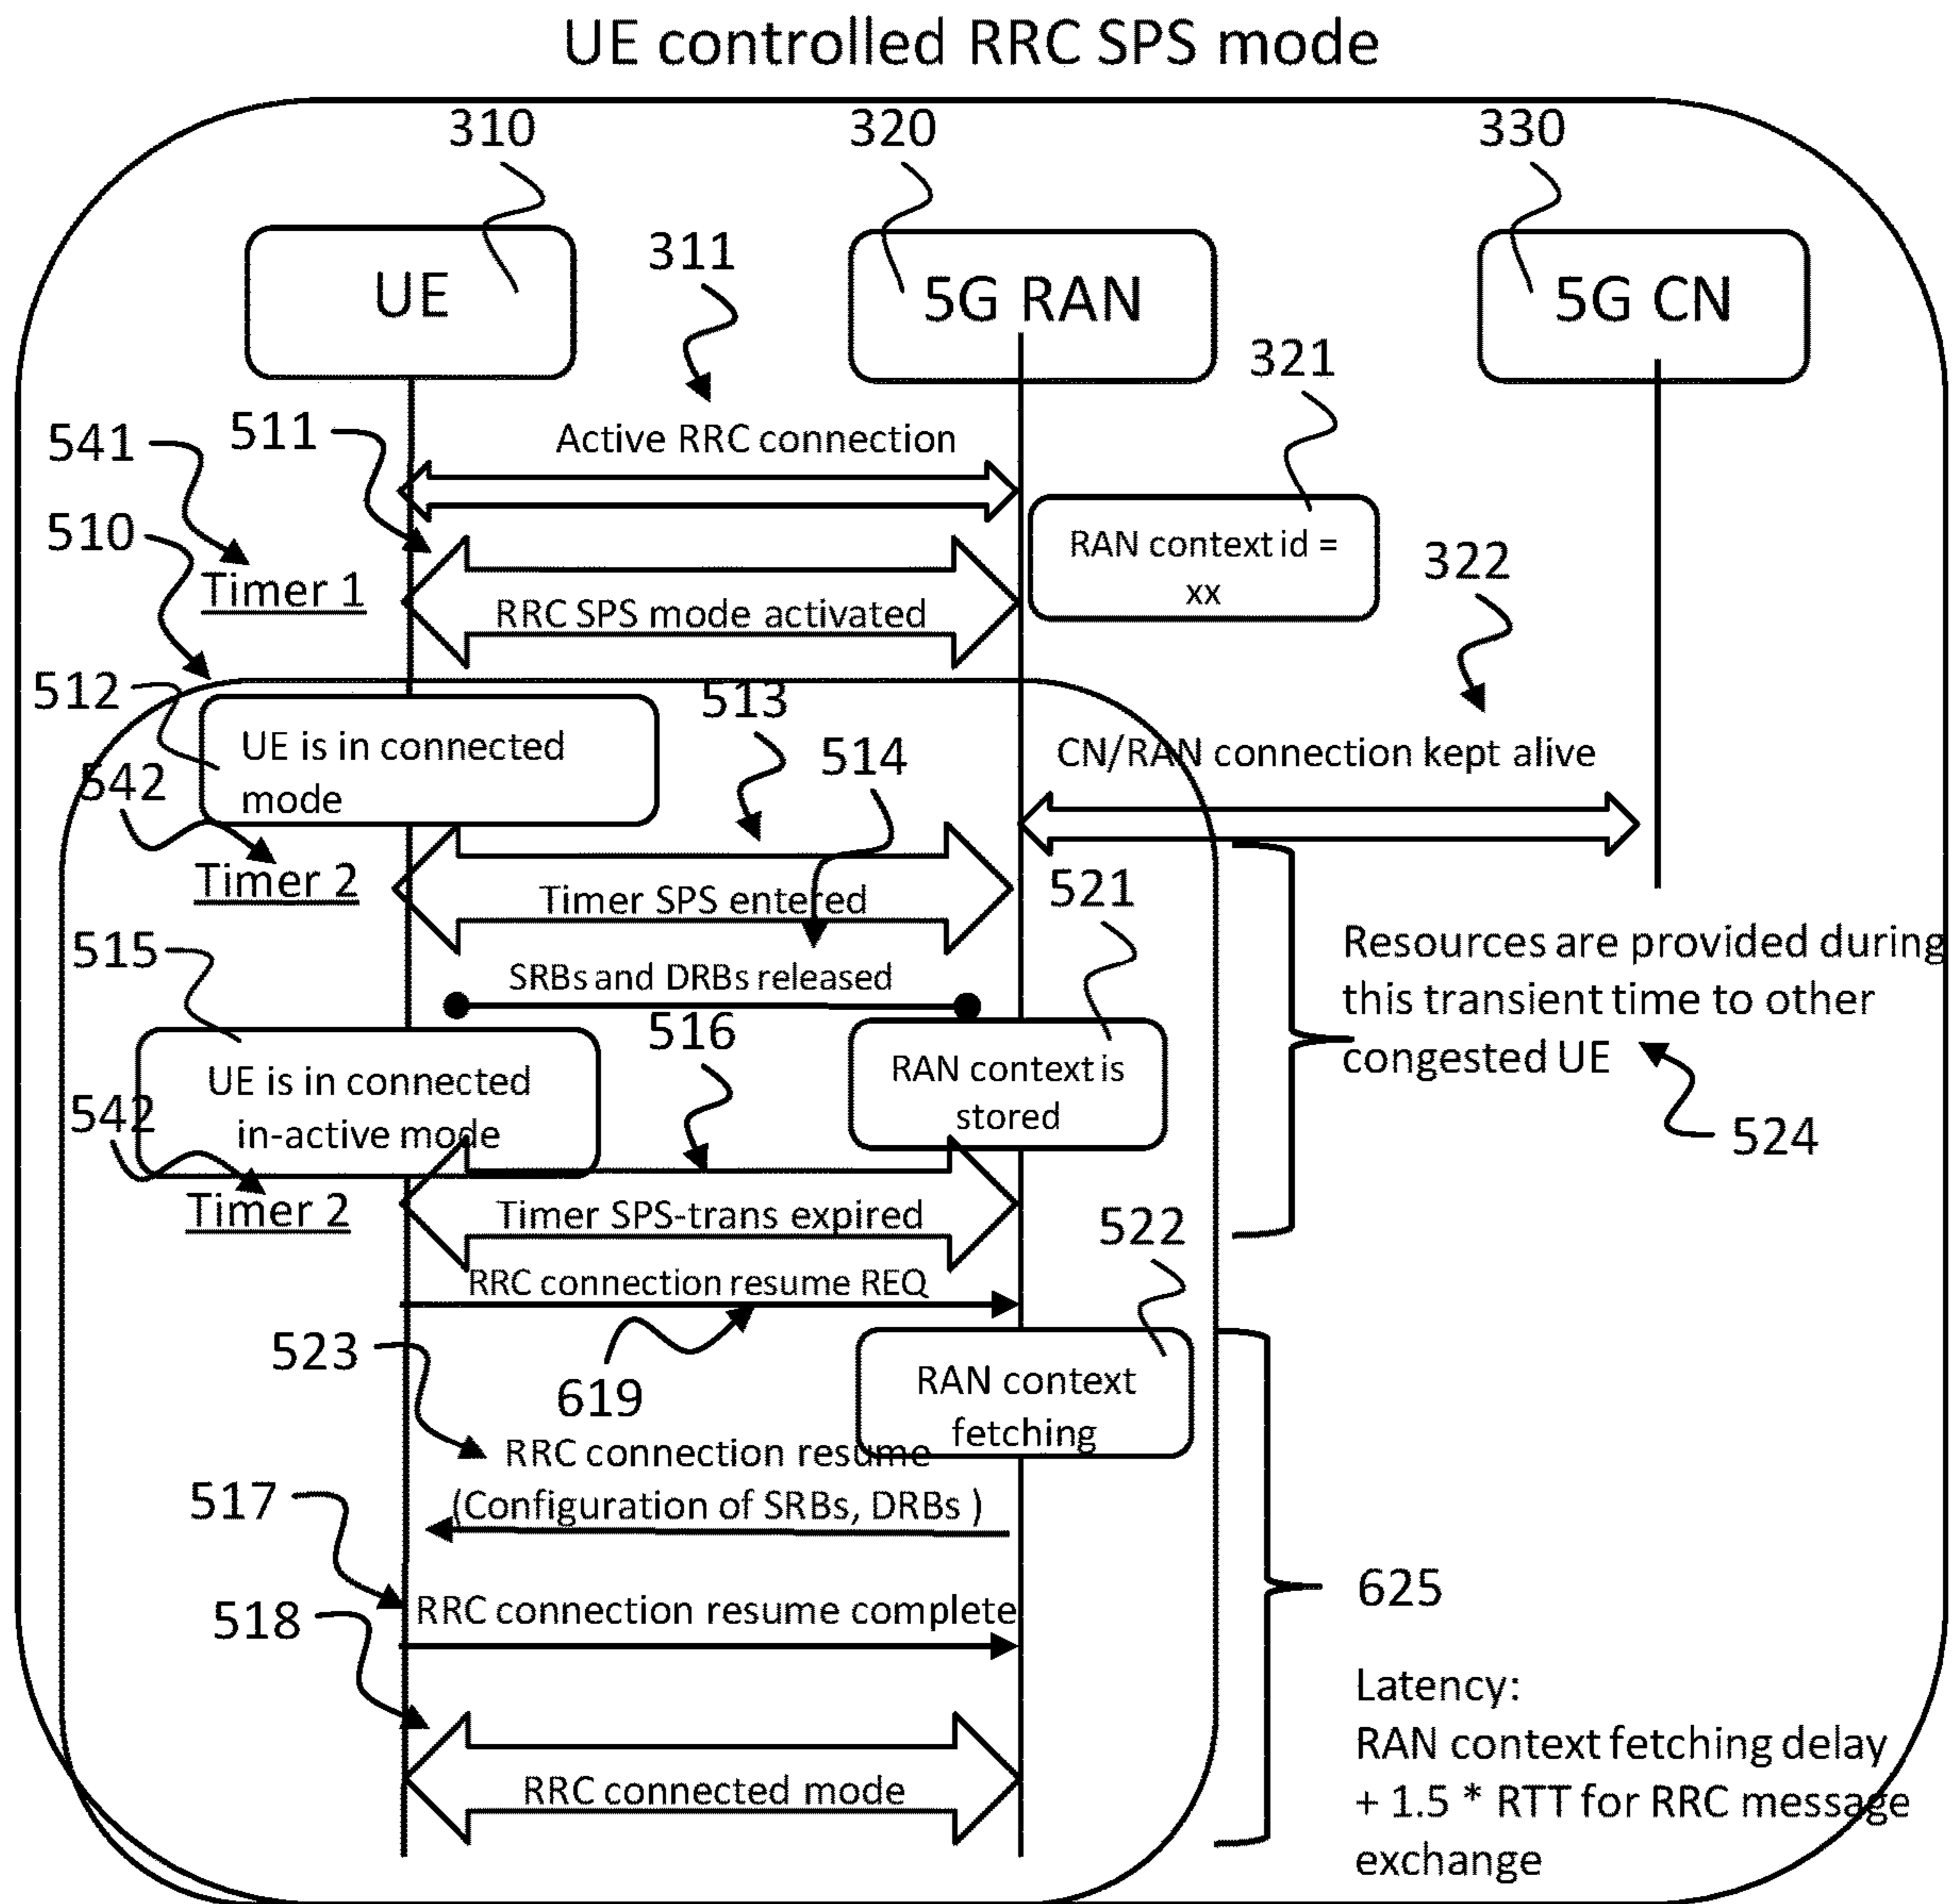 UE controlled RRC SPS mode
310
320
330
UE
5G RAN
5G CN
311
321
Active RRC connection
541
511
RAN context id =
xx
510
Timer 1
RRC SPS mode activated
322
512
UE is in connected
mode
513
514
CN/RAN connection kept alive
542
Timer 2
Timer SPS entered
521
515
SRBs and DRBs released
Resources are provided during
this transient time to other
congested UE
516
UE is in connected
in-active mode
RAN context is
stored
542
524
Timer 2
Timer SPS-trans expired
522
RRC connection resume REQ
523
619
RAN context
fetching
RRC connection resume
(Configuration of SRBs, DRBs )
517
625
518
RRC connection resume complete
Latency:
RAN context fetching delay
+ 1.5 * RTT for RRC message
exchange
RRC connected mode